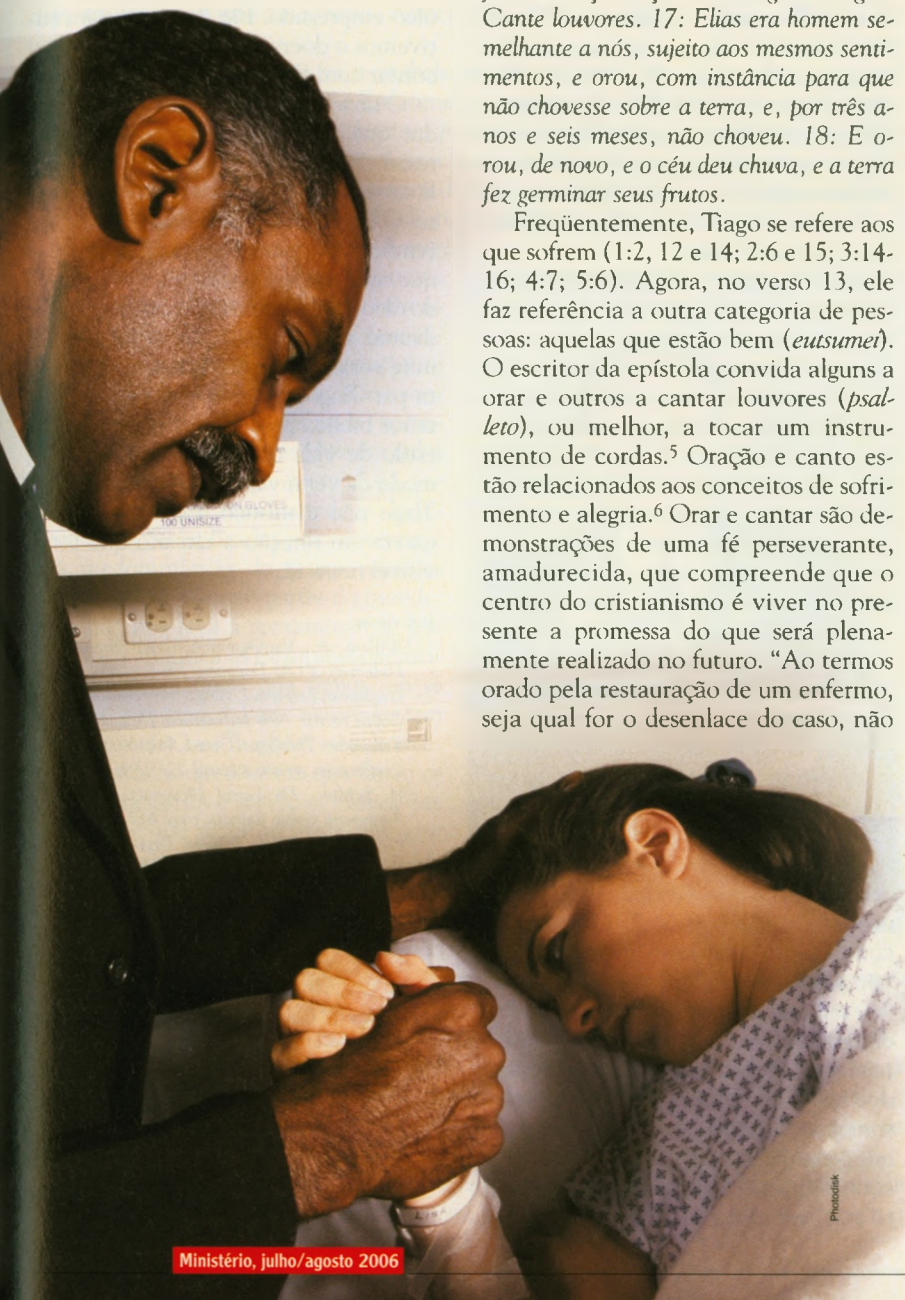 Cante louvores. 17: Elias era homem se-
melhante a nós, sujeito aos mesmos senti-
mentos, e orou, com instância para que
não chovesse sobre a terra, e, por três a-
nos e seis meses, não choveu. 18: E o-
rou, de novo, e o céu deu chuva, e a terra
fez germinar seus frutos.
Freqüentemente, Tiago se refere aos
que sofrem (1:2, 12 e 14; 2:6 e 15; 3:14-
16; 4:7; 5:6). Agora, no verso 13, ele
faz referência a outra categoria de pes-
soas: aquelas que estão bem (eutsumei).
O escritor da epístola convida alguns a
orar e outros a cantar louvores (psal-
leto), ou melhor, a tocar um instru-
mento de cordas.⁵ Oração e canto es-
tão relacionados aos conceitos de sofri-
mento e alegria.⁶ Orar e cantar são de-
monstrações de uma fé perseverante,
amadurecida, que compreende que o
centro do cristianismo é viver no pre-
sente a promessa do que será plena-
mente realizado no futuro. “Ao termos
orado pela restauração de um enfermo,
seja qual for o desenlace do caso, não
GLOVES
100 UNISIZE
LISA
Photodisk
Ministério, julho/agosto 2006